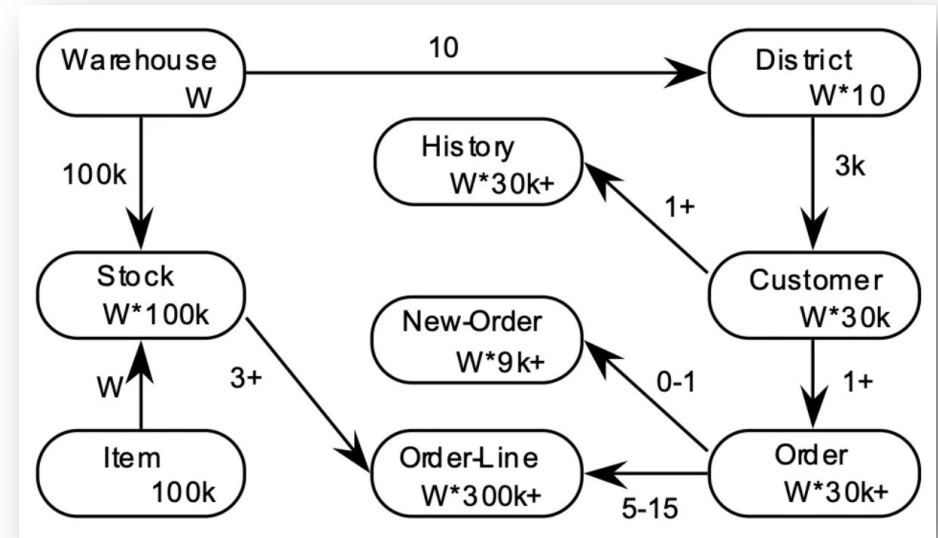 Warehouse
W
10
District
W*10
100k
History
W*30k+
1+
3k
Stock
W*100k
Customer
W*30k
New-Order
W*9k+
W
3+
0-1
1+
Item
100k
Order-Line
W*300k+
5-15
Order
W*30k+